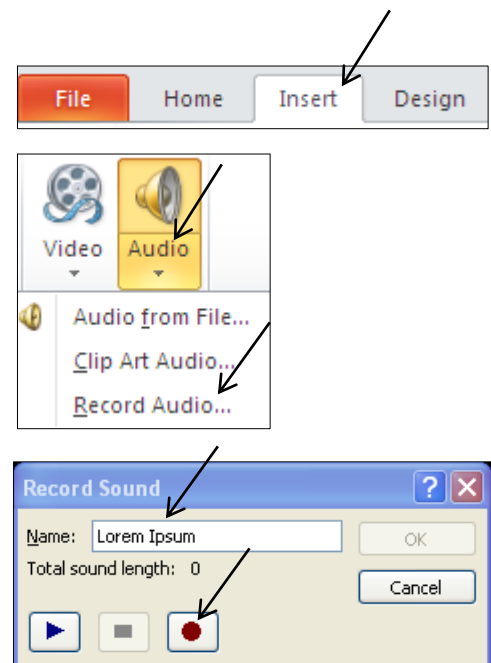 File Home Insert Design
Video Audio
Audio from File...
Clip Art Audio...
Record Audio...
Record Sound
Name: Lorem Ipsum OK
Total sound length: 0
Cancel